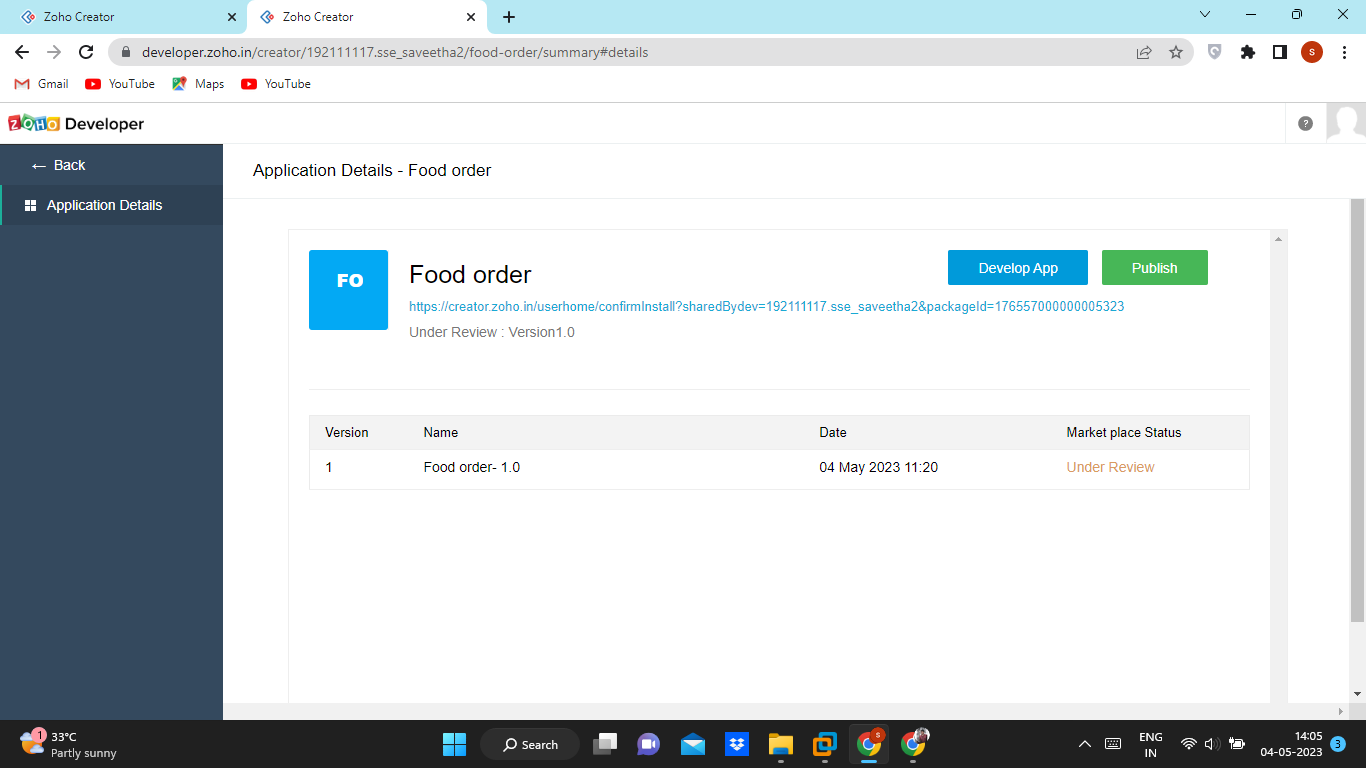 Zoho Creator
Zoho Creator
developer.zoho.in/creator/192111117.sse_saveetha2/food-order/summary#details
S
Gmail
YouTube
Maps
YouTube
ZOHO Developer
?
← Back
Application Details
Application Details - Food order
FO
Food order
Develop App
Publish
https://creator.zoho.in/userhome/confirmInstall?sharedBydev=192111117.sse_saveetha2&packageId=176557000000005323
Under Review : Version1.0
Version Name Date Market place Status
1 Food order- 1.0 04 May 2023 11:20 Under Review
1
33°C
Partly sunny
Search
S
ENG
IN
14:05
04-05-2023
3